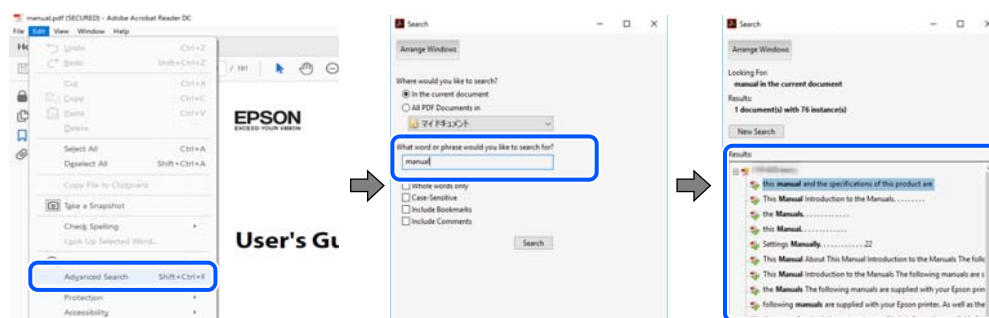 manual.pdf (SECURED) - Adobe Acrobat Reader DC
File Edit View Window Help
Undo Ctrl+Z
Redo Shift+Ctrl+Z
Cut Ctrl+X
Copy Ctrl+C
Paste Ctrl+V
Delete
Select All Ctrl+A
Deselect All Shift+Ctrl+A
Copy File to Clipboard
Take a Snapshot
Check Spelling
Look Up Selected Word...
Advanced Search Shift+Ctrl+F
Protection
Accessibility
EPSON
EXCEED YOUR VISION
User's Gu
Search
Arrange Windows
Where would you like to search?
In the current document
All PDF Documents in
マイ ドキュメント
What word or phrase would you like to search for?
manual
Whole words only
Case-Sensitive
Include Bookmarks
Include Comments
Search
Search
Arrange Windows
Looking For:
manual in the current document
Results:
1 document(s) with 76 instance(s)
New Search
Results:
this manual and the specifications of this product are
This Manual Introduction to the Manuals. . . . . . . .
the Manuals. . . . . . . . . . . .
this Manual. . . . . . . . . . . .
Settings Manually. . . . . . . . . . . .22
This Manual About This Manual Introduction to the Manuals The follo
This Manual Introduction to the Manuals The following manuals are s
the Manuals The following manuals are supplied with your Epson prin
following manuals are supplied with your Epson printer. As well as the